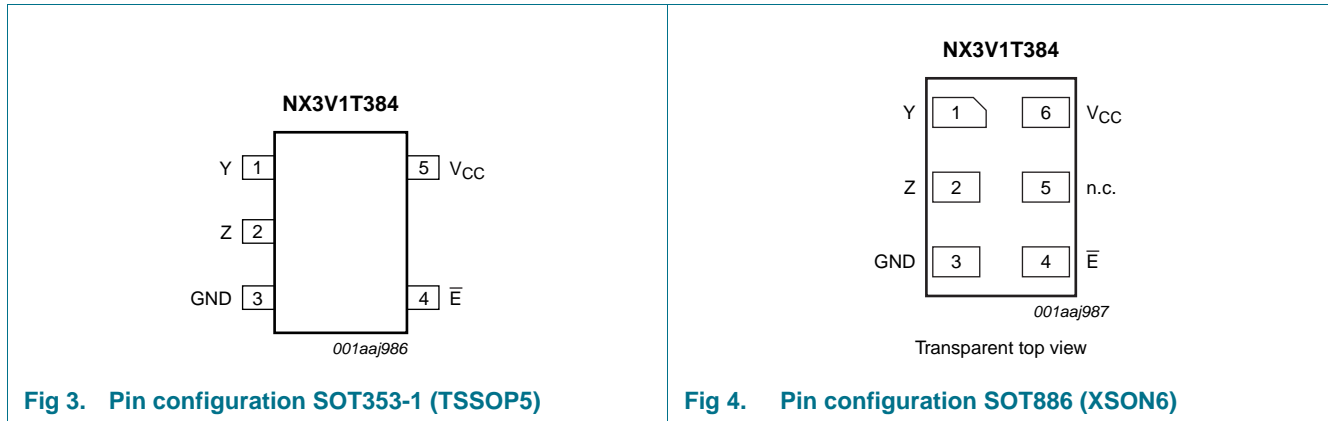 NX3V1T384
Y 1
5 VCC
Z 2
GND 3
4 E̅
001aaj986
Fig 3. Pin configuration SOT353-1 (TSSOP5)
NX3V1T384
Y 1
6 VCC
Z 2
5 n.c.
GND 3
4 E̅
001aaj987
Transparent top view
Fig 4. Pin configuration SOT886 (XSON6)